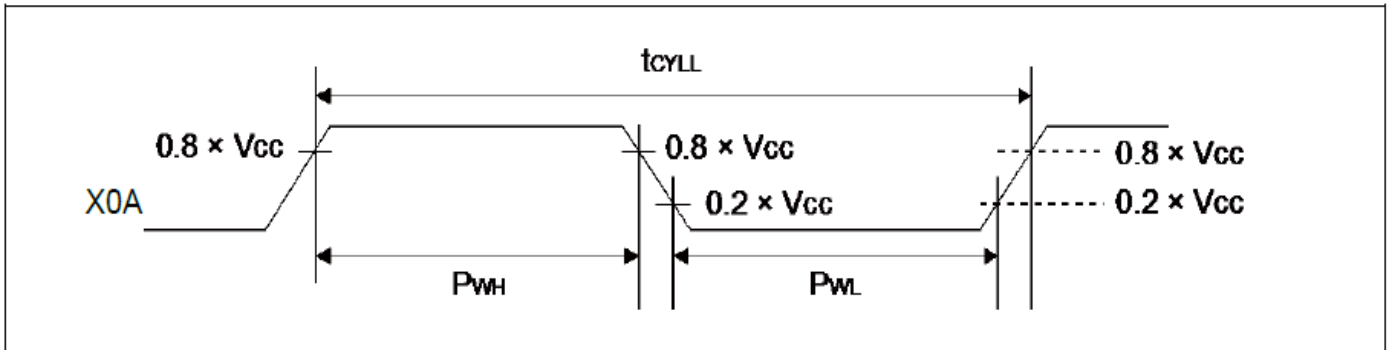 tCYLL
0.8 × VCC
0.8 × VCC
0.8 × VCC
X0A
0.2 × VCC
0.2 × VCC
PWH
PWL